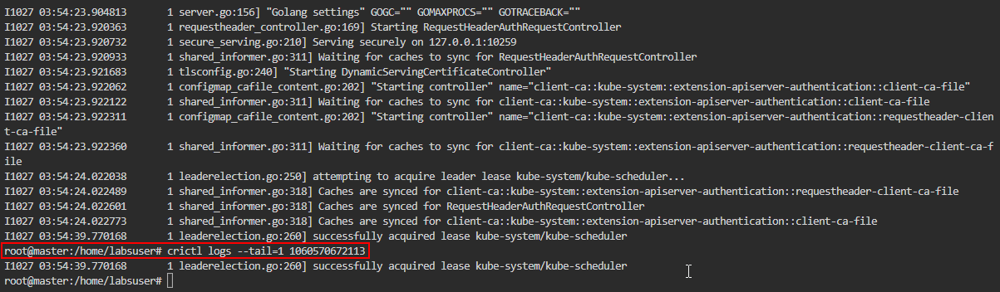 I1027 03:54:23.904813       1 server.go:156] "Golang settings" GOGC="" GOMAXPROCS="" GOTRACEBACK=""
I1027 03:54:23.920363       1 requestheader_controller.go:169] Starting RequestHeaderAuthRequestController
I1027 03:54:23.920732       1 secure_serving.go:210] Serving securely on 127.0.0.1:10259
I1027 03:54:23.920933       1 shared_informer.go:311] Waiting for caches to sync for RequestHeaderAuthRequestController
I1027 03:54:23.921683       1 tlsconfig.go:240] "Starting DynamicServingCertificateController"
I1027 03:54:23.922062       1 configmap_cafile_content.go:202] "Starting controller" name="client-ca::kube-system::extension-apiserver-authentication::client-ca-file"
I1027 03:54:23.922122       1 shared_informer.go:311] Waiting for caches to sync for client-ca::kube-system::extension-apiserver-authentication::client-ca-file
I1027 03:54:23.922311       1 configmap_cafile_content.go:202] "Starting controller" name="client-ca::kube-system::extension-apiserver-authentication::requestheader-clien
t-ca-file"
I1027 03:54:23.922360       1 shared_informer.go:311] Waiting for caches to sync for client-ca::kube-system::extension-apiserver-authentication::requestheader-client-ca-f
ile
I1027 03:54:24.022038       1 leaderelection.go:250] attempting to acquire leader lease kube-system/kube-scheduler...
I1027 03:54:24.022489       1 shared_informer.go:318] Caches are synced for client-ca::kube-system::extension-apiserver-authentication::requestheader-client-ca-file
I1027 03:54:24.022601       1 shared_informer.go:318] Caches are synced for RequestHeaderAuthRequestController
I1027 03:54:24.022773       1 shared_informer.go:318] Caches are synced for client-ca::kube-system::extension-apiserver-authentication::client-ca-file
I1027 03:54:39.770168       1 leaderelection.go:260] successfully acquired lease kube-system/kube-scheduler
root@master:/home/labsuser# crictl logs --tail=1 1060570672113
I1027 03:54:39.770168       1 leaderelection.go:260] successfully acquired lease kube-system/kube-scheduler
root@master:/home/labsuser#